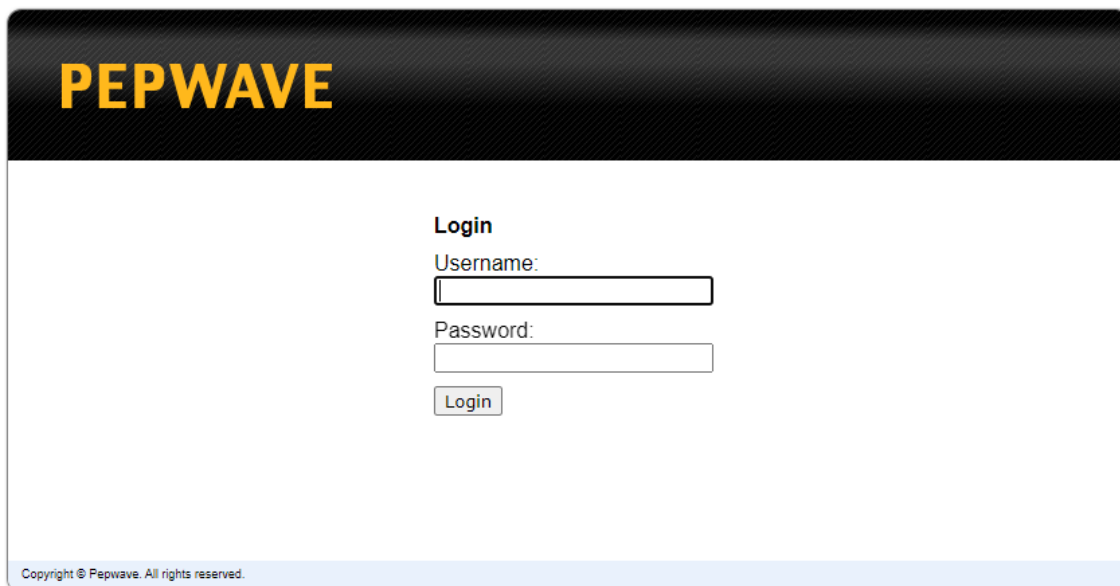 PEPWAVE
Login
Username:
Password:
Login
Copyright © Pepwave. All rights reserved.